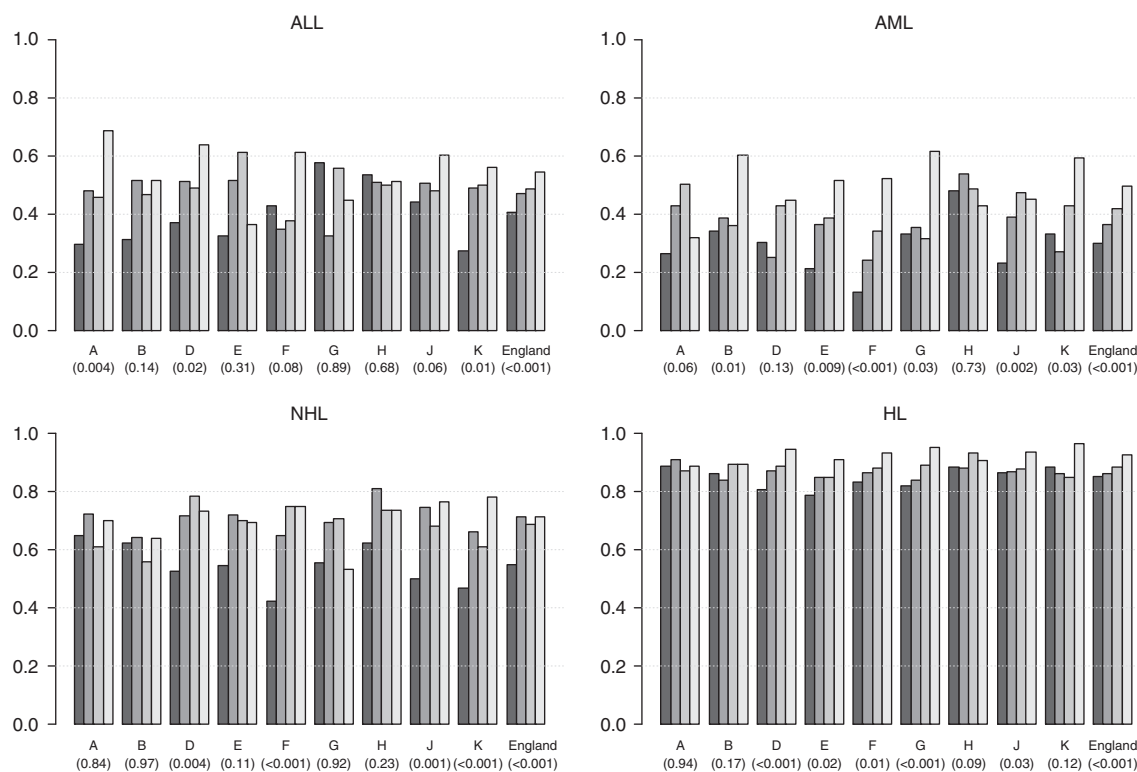 ALL
1.0
0.8
0.6
0.4
0.2
0.0
A B D E F G H J K England
(0.004) (0.14) (0.02) (0.31) (0.08) (0.89) (0.68) (0.06) (0.01) (<0.001)
AML
1.0
0.8
0.6
0.4
0.2
0.0
A B D E F G H J K England
(0.06) (0.01) (0.13) (0.009) (<0.001) (0.03) (0.73) (0.002) (0.03) (<0.001)
NHL
1.0
0.8
0.6
0.4
0.2
0.0
A B D E F G H J K England
(0.84) (0.97) (0.004) (0.11) (<0.001) (0.92) (0.23) (0.001) (<0.001) (<0.001)
HL
1.0
0.8
0.6
0.4
0.2
0.0
A B D E F G H J K England
(0.94) (0.17) (<0.001) (0.02) (0.01) (<0.001) (0.09) (0.03) (0.12) (<0.001)